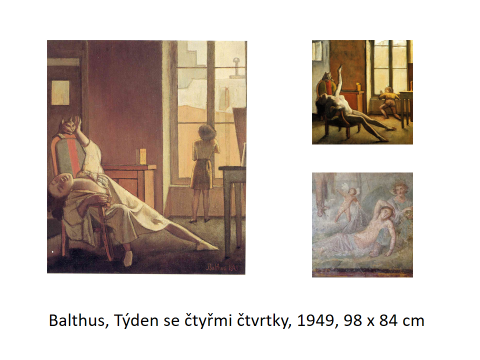 Balthus, Týden se čtyřmi čtvrtky, 1949, 98 x 84 cm